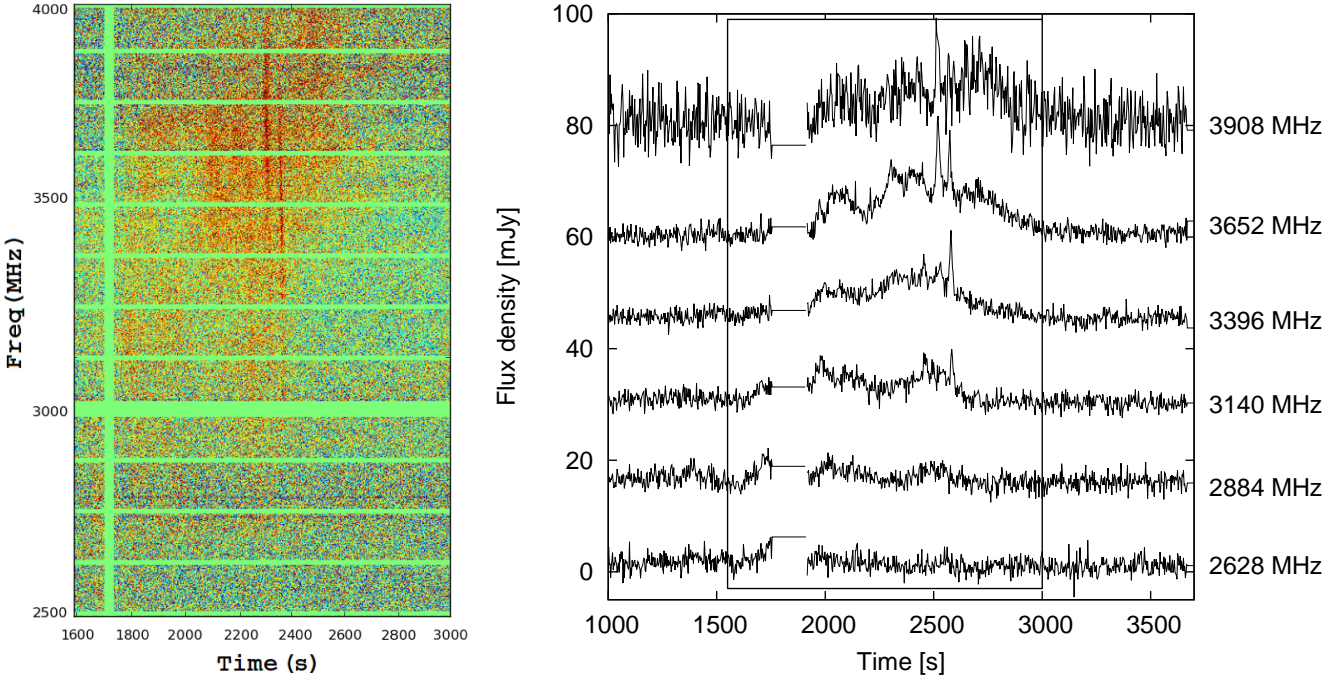 4000
3500
3000
2500
Freq(MHz)
1600 1800 2000 2200 2400 2600 2800 3000
Time (s)
100
80
60
40
20
0
Flux density [mJy]
1000 1500 2000 2500 3000 3500
Time [s]
3908 MHz
3652 MHz
3396 MHz
3140 MHz
2884 MHz
2628 MHz